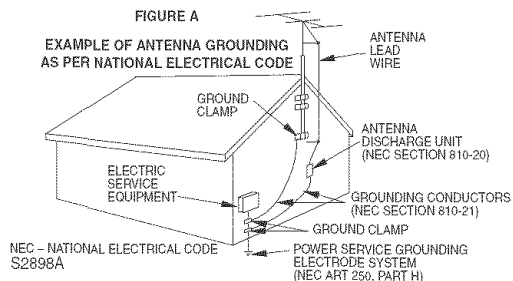 FIGURE A
EXAMPLE OF ANTENNA GROUNDING
AS PER NATIONAL ELECTRICAL CODE
ANTENNA
LEAD
WIRE
GROUND
CLAMP
ANTENNA
DISCHARGE UNIT
(NEC SECTION 810-20)
ELECTRIC
SERVICE
EQUIPMENT
GROUNDING CONDUCTORS
(NEC SECTION 810-21)
GROUND CLAMP
POWER SERVICE GROUNDING
ELECTRODE SYSTEM
(NEC ART 250, PART H)
NEC – NATIONAL ELECTRICAL CODE
S2898A